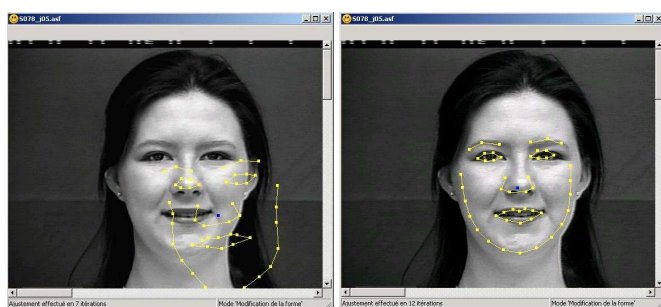 S078_j05.asf
Ajustement effectué en 7 itérations
Mode 'Modification de la forme'
S078_j05.asf
Ajustement effectué en 12 itérations
Mode 'Modification de la forme'